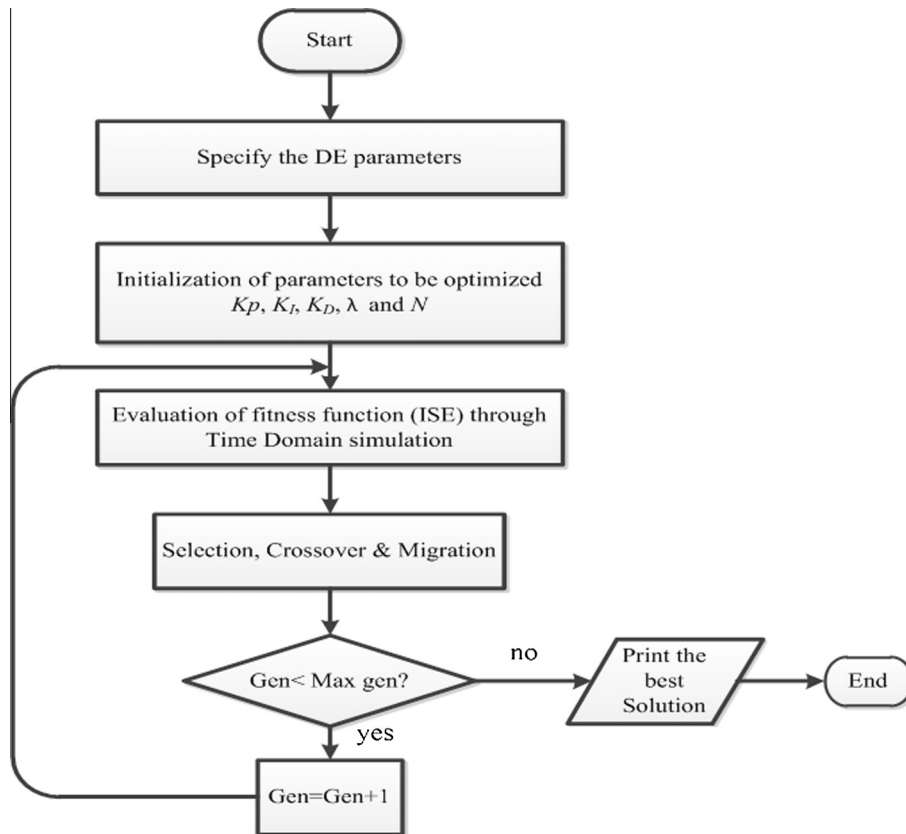 Start
Specify the DE parameters
Initialization of parameters to be optimized
Kp, KI, KD, λ and N
Evaluation of fitness function (ISE) through
Time Domain simulation
Selection, Crossover & Migration
Gen< Max gen?
no
Print the
best
Solution
End
yes
Gen=Gen+1